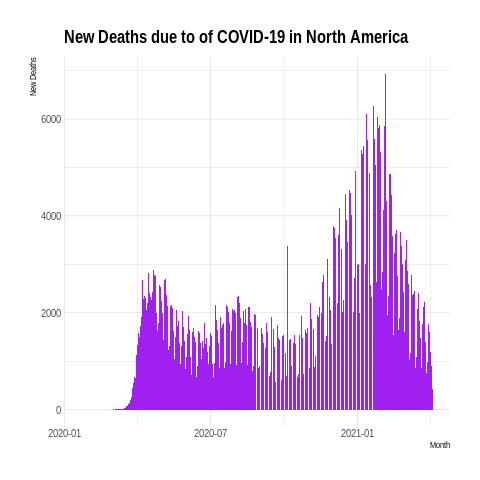 New Deaths due to of COVID-19 in North America
New Deaths
6000
4000
2000
0
2020-01
2020-07
2021-01
Month